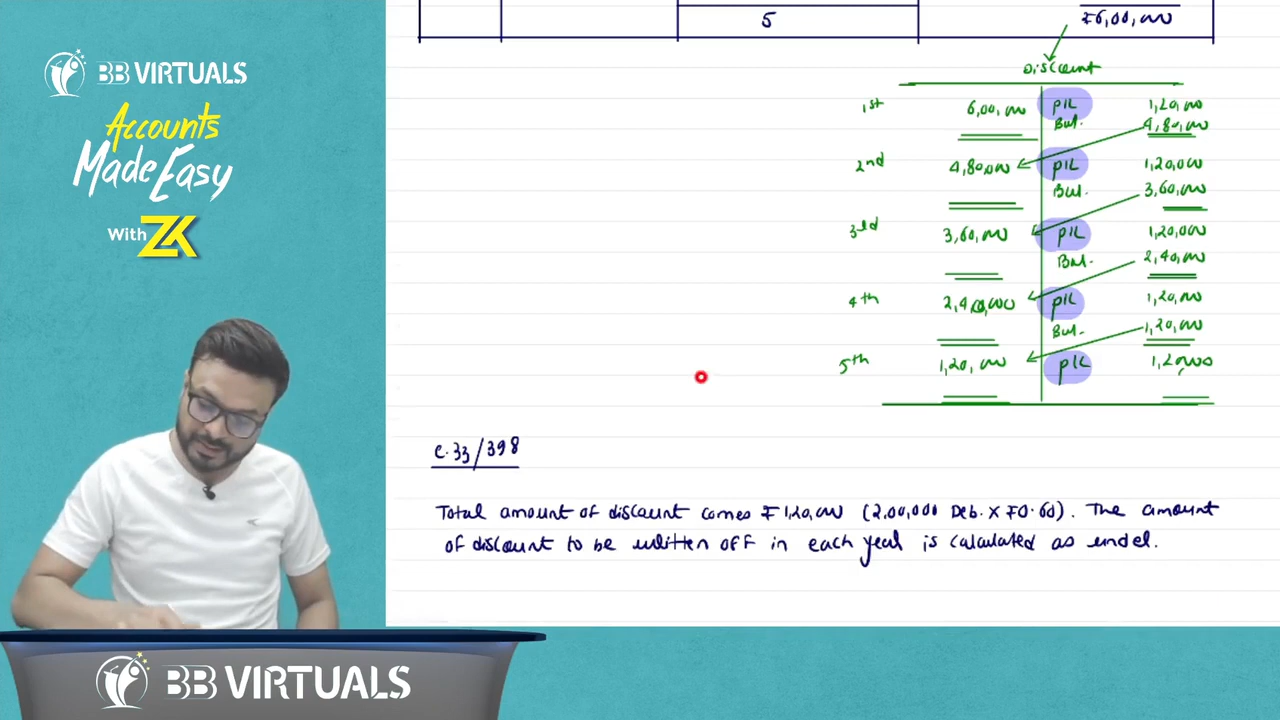 BB VIRTUALS
Accounts
Made Easy
With ZK
5
₹6,00,000
Discount
1st 6,00,000 P/L 1,20,000
Bal. 4,80,000
2nd 4,80,000 P/L 1,20,000
Bal. 3,60,000
3rd 3,60,000 P/L 1,20,000
Bal. 2,40,000
4th 2,40,000 P/L 1,20,000
Bal. 1,20,000
5th 1,20,000 P/L 1,20,000
C.33/398
Total amount of discount comes ₹1,20,000 (2,00,000 Deb. X ₹0.60). The amount
of discount to be written off in each year is calculated as under.
BB VIRTUALS